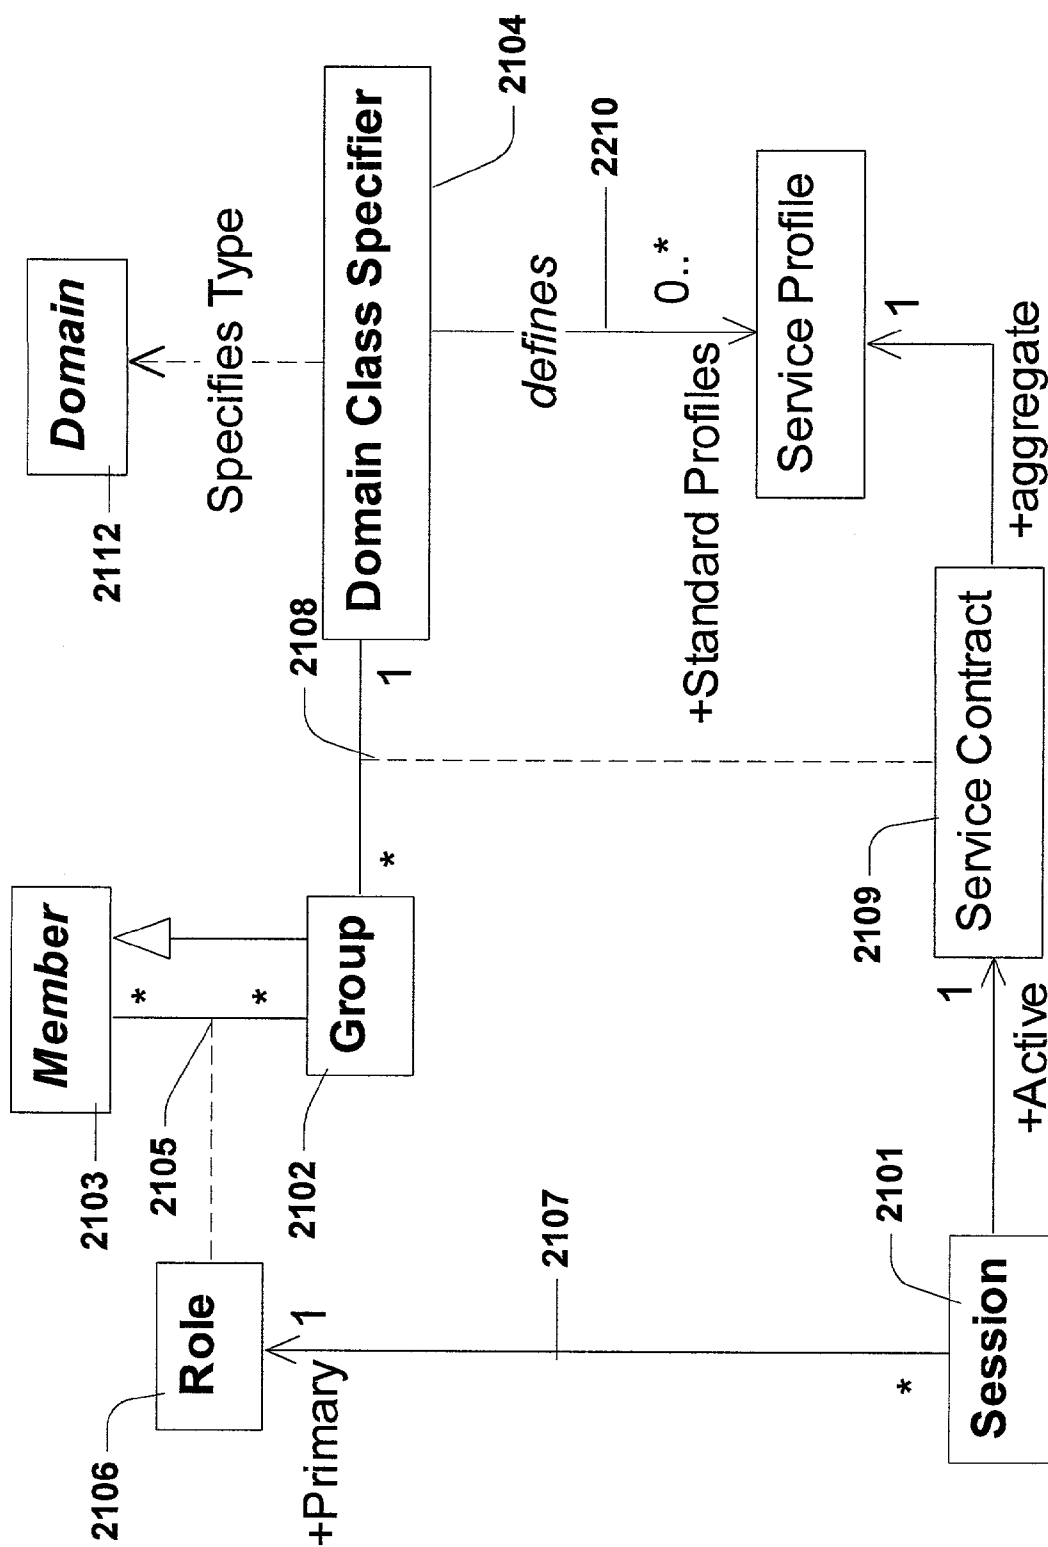 Member
Domain
2106
2103
2112
*
2105
Role
Specifies Type
*
2102
2108
+Primary
1
Group
Domain Class Specifier
*
1
2104
defines
2107
2210
0..*
+Standard Profiles
Service Profile
2109
2101
*
1
1
Service Contract
Session
+Active
+aggregate